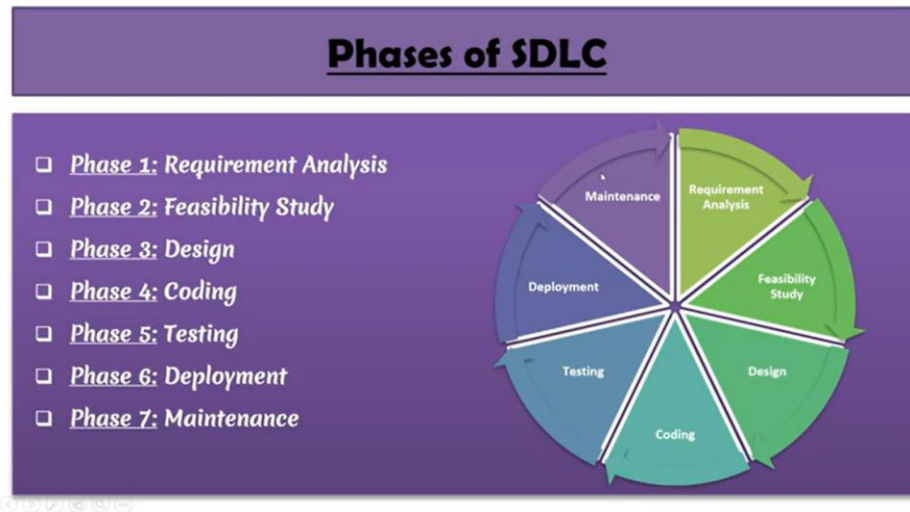 Phases of SDLC
Phase 1: Requirement Analysis
Phase 2: Feasibility Study
Phase 3: Design
Phase 4: Coding
Phase 5: Testing
Phase 6: Deployment
Phase 7: Maintenance
Maintenance
Requirement
Analysis
Feasibility
Study
Deployment
Testing
Design
Coding